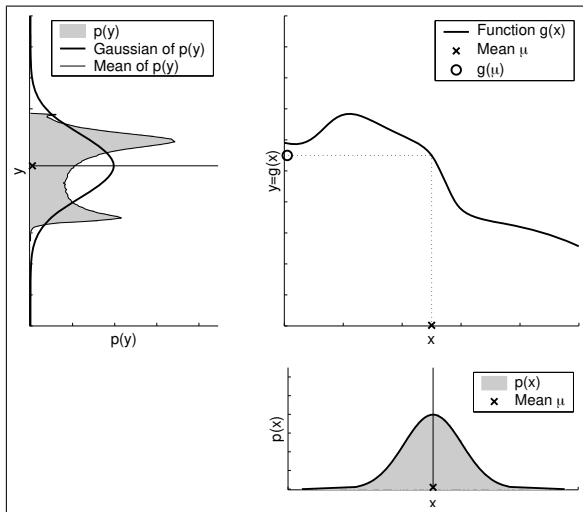 p(y)
Gaussian of p(y)
Mean of p(y)
y
p(y)
Function g(x)
Mean μ
g(μ)
y=g(x)
x
p(x)
Mean μ
p(x)
x